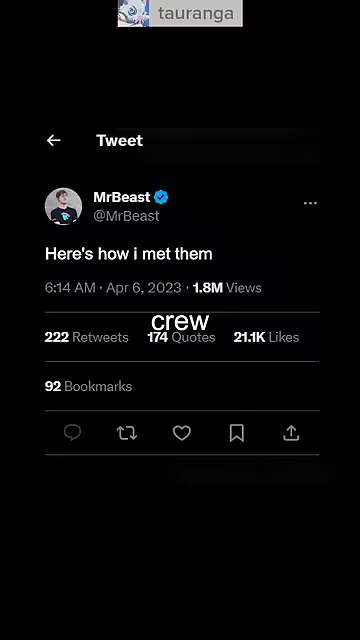 tauranga
Tweet
MrBeast
@MrBeast
Here's how i met them
6:14 AM · Apr 6, 2023 · 1.8M Views
crew
222 Retweets 174 Quotes 21.1K Likes
92 Bookmarks